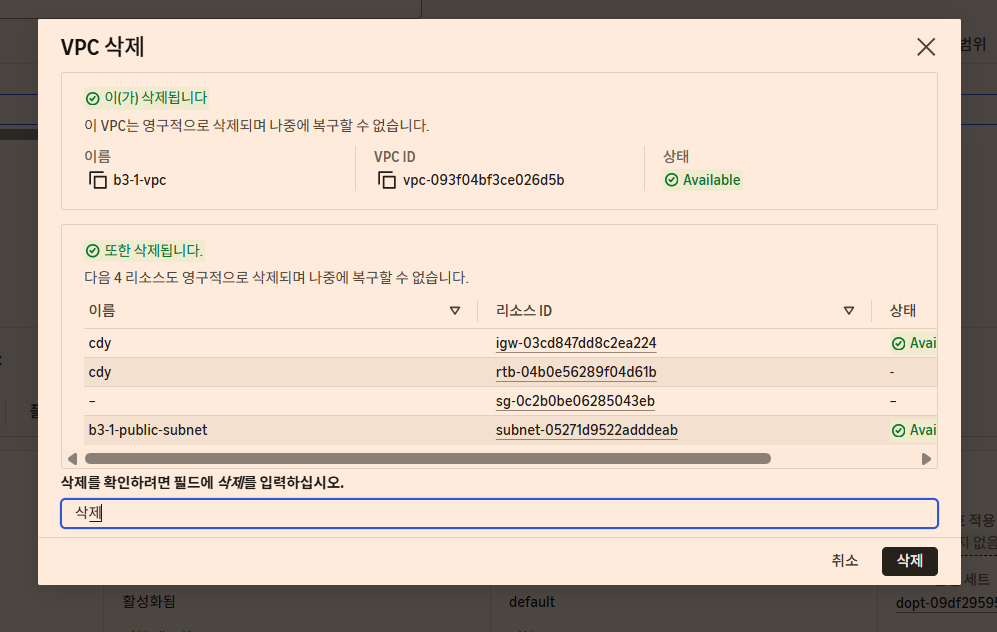 범위
VPC 삭제
이(가) 삭제됩니다
이 VPC는 영구적으로 삭제되며 나중에 복구할 수 없습니다.
이름 VPC ID 상태
b3-1-vpc vpc-093f04bf3ce026d5b Available
또한 삭제됩니다.
다음 4 리소스도 영구적으로 삭제되며 나중에 복구할 수 없습니다.
이름 리소스 ID 상태
cdy igw-03cd847dd8c2ea224 Avai
cdy rtb-04b0e56289f04d61b -
– sg-0c2b0be06285043eb –
b3-1-public-subnet subnet-05271d9522adddeab Avai
삭제를 확인하려면 필드에 삭제를 입력하십시오.
삭제
적용
지 없음
취소 삭제
세트
활성화됨 default dopt-09df2959